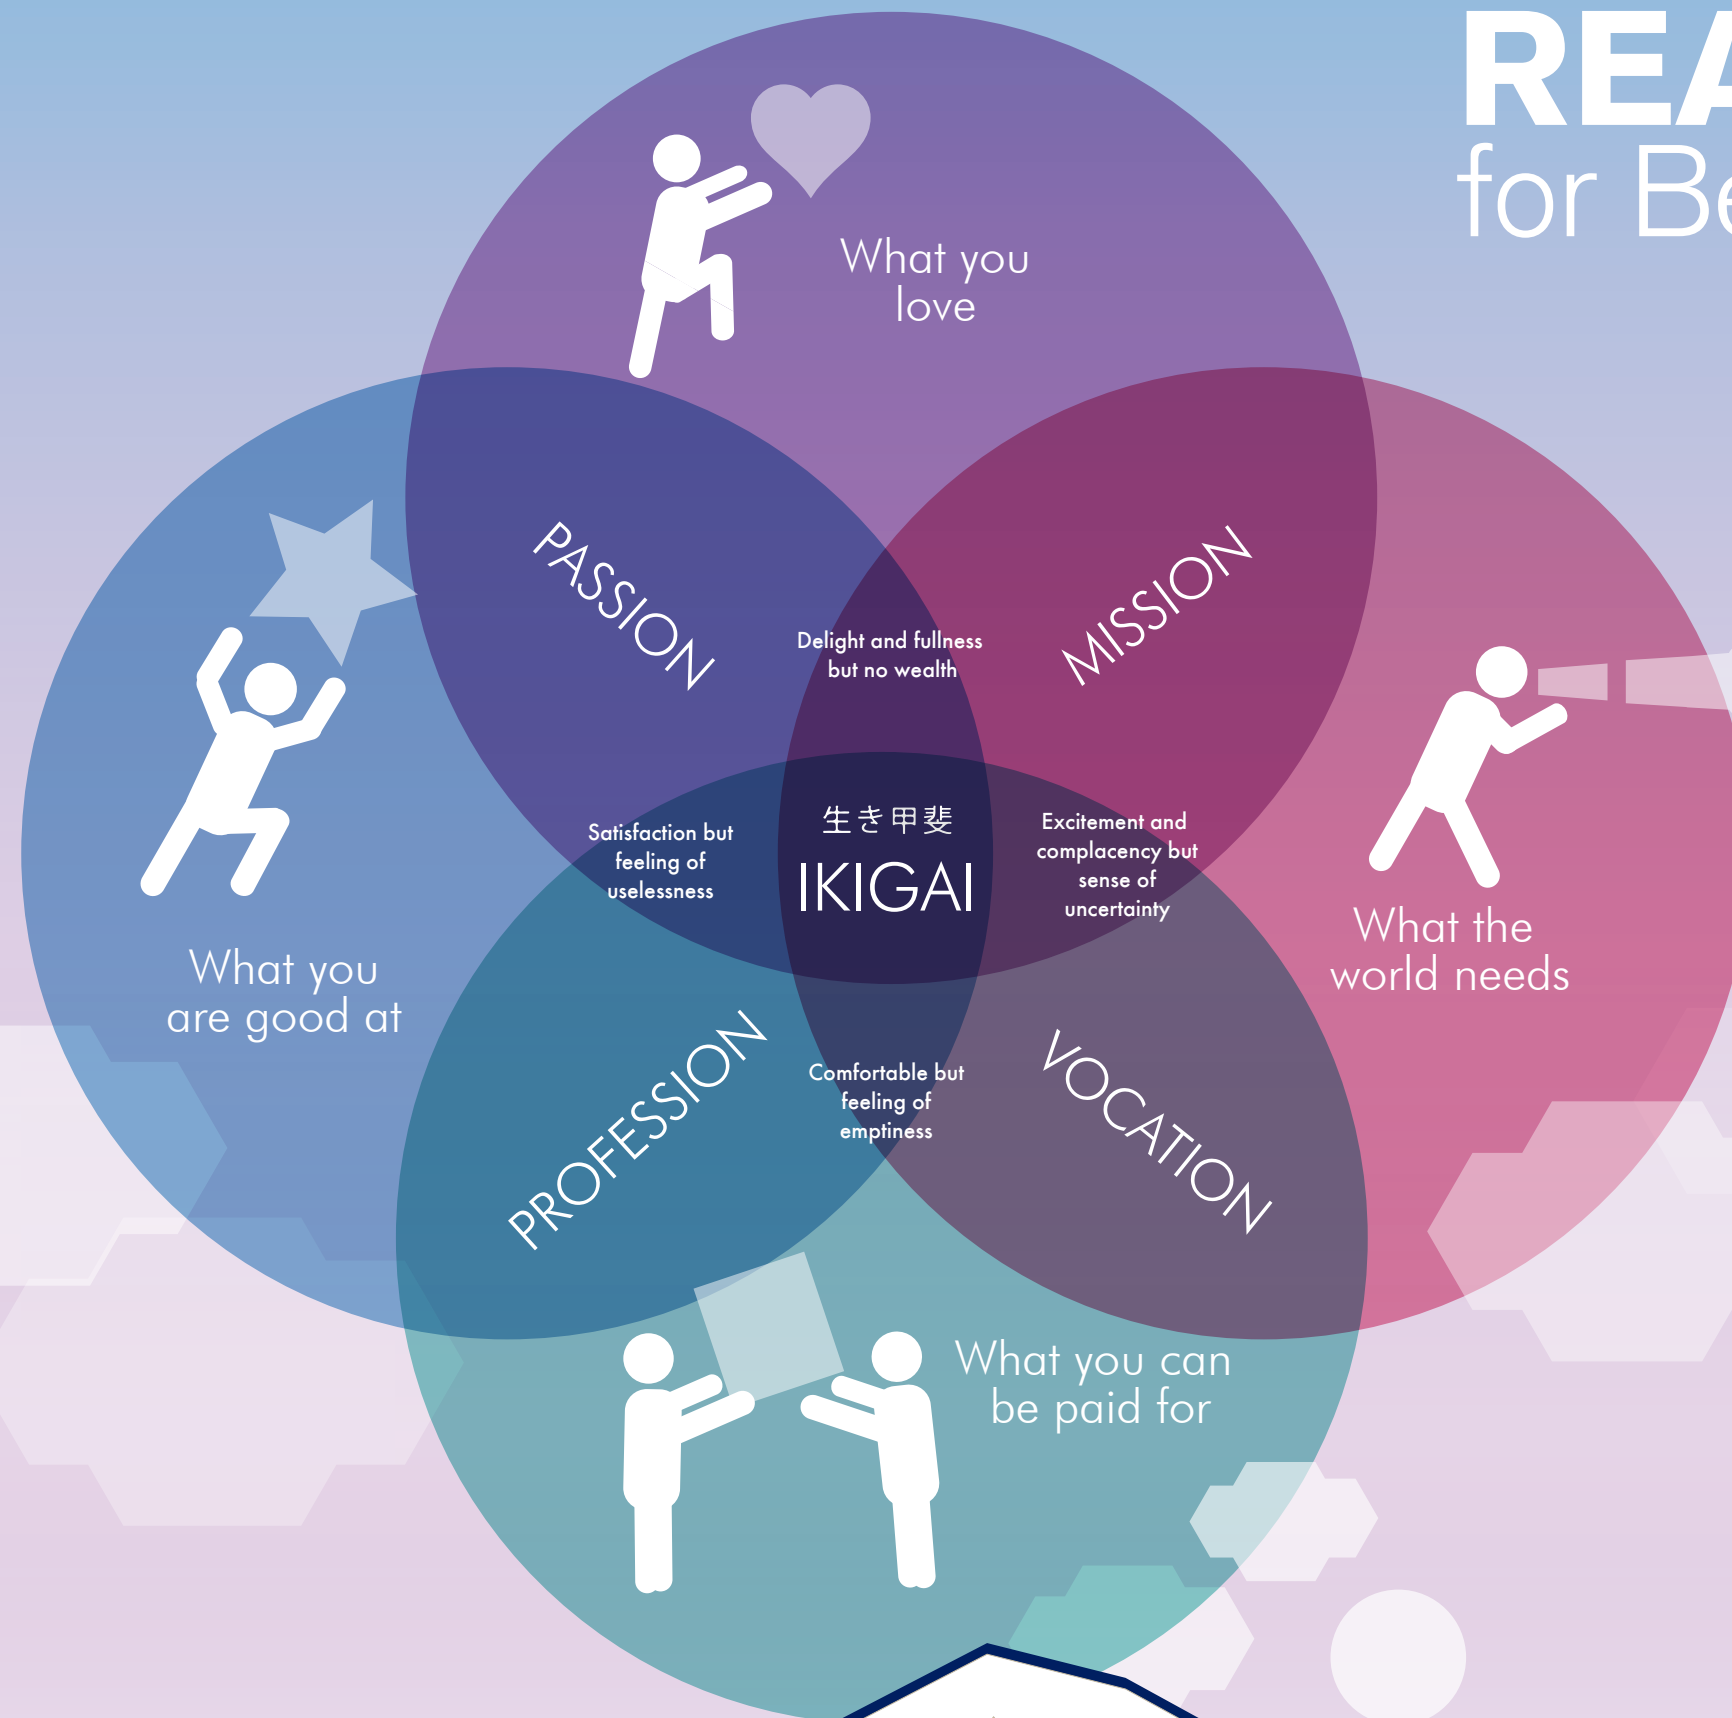 REA
for Be
What you
love
PASSION
MISSION
Delight and fullness
but no wealth
Satisfaction but
feeling of
uselessness
生き甲斐
IKIGAI
Excitement and
complacency but
sense of
uncertainty
What the
world needs
What you
are good at
PROFESSION
VOCATION
Comfortable but
feeling of
emptiness
What you can
be paid for